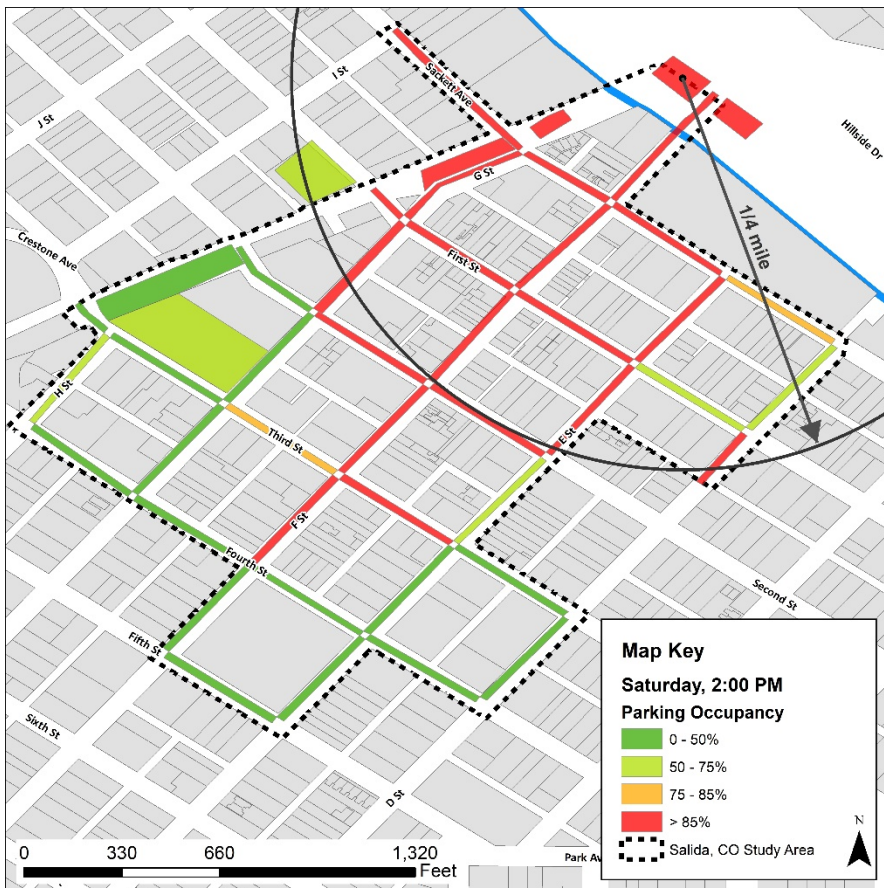 I St
Sackett Ave
J St
Hillside Dr
G St
1/4 mile
Crestone Ave
First St
H St
E St
Third St
F St
Fourth St
Second St
Fifth St
Sixth St
D St
Park Av
Map Key
Saturday, 2:00 PM
Parking Occupancy
0 - 50%
50 - 75%
75 - 85%
> 85%
Salida, CO Study Area
N
0 330 660 1,320
Feet